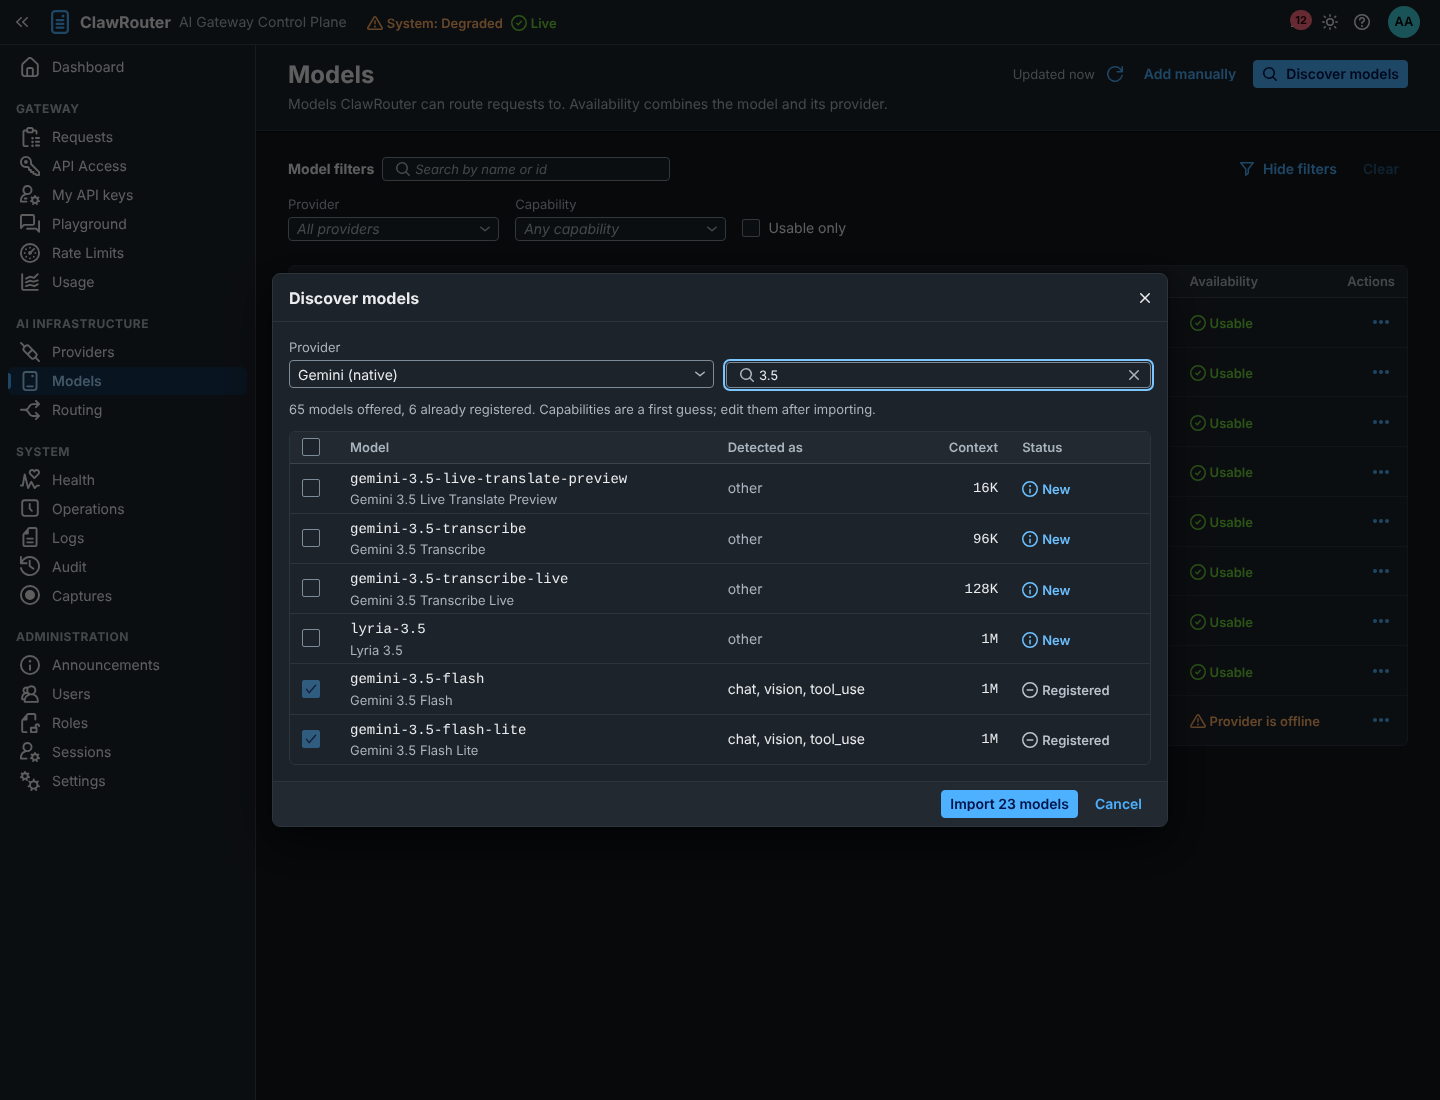 ClawRouter AI Gateway Control Plane System: Degraded Live 12 AA
Dashboard
GATEWAY
Requests
API Access
My API keys
Playground
Rate Limits
Usage
AI INFRASTRUCTURE
Providers
Models
Routing
SYSTEM
Health
Operations
Logs
Audit
Captures
ADMINISTRATION
Announcements
Users
Roles
Sessions
Settings
Models
Updated now Add manually Discover models
Models ClawRouter can route requests to. Availability combines the model and its provider.
Model filters Search by name or id Hide filters Clear
Provider Capability
All providers Any capability Usable only
Availability Actions
Usable
Usable
Usable
Usable
Usable
Usable
Usable
Usable
Provider is offline
Discover models
Provider
Gemini (native) 3.5
65 models offered, 6 already registered. Capabilities are a first guess; edit them after importing.
Model Detected as Context Status
gemini-3.5-live-translate-preview
Gemini 3.5 Live Translate Preview other 16K New
gemini-3.5-transcribe
Gemini 3.5 Transcribe other 96K New
gemini-3.5-transcribe-live
Gemini 3.5 Transcribe Live other 128K New
lyria-3.5
Lyria 3.5 other 1M New
gemini-3.5-flash
Gemini 3.5 Flash chat, vision, tool_use 1M Registered
gemini-3.5-flash-lite
Gemini 3.5 Flash Lite chat, vision, tool_use 1M Registered
Import 23 models Cancel